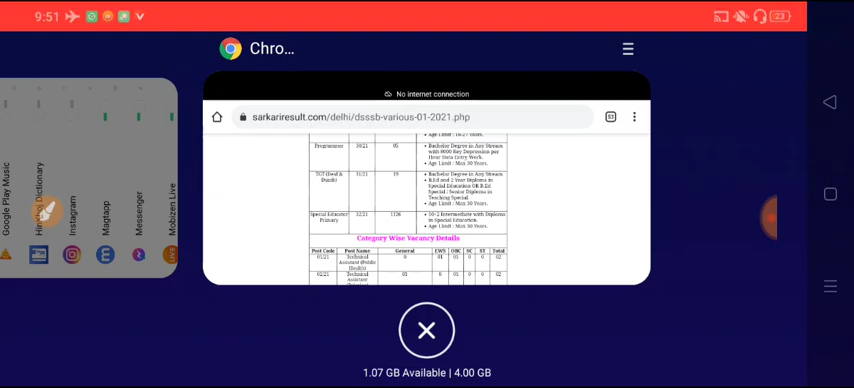 9:51
23
Chro...
No internet connection
sarkariresult.com/delhi/dsssb-various-01-2021.php
Programmer 30/21 05
Bachelor Degree in Any Stream
with 8000 Key Depression per
Hour Data Entry Work.
Age Limit : Max 30 Years.
TGT (Deaf &
Dumb) 31/21 19
Bachelor Degree in Any Stream
B.Ed and 2 Year Diploma in
Special Education OR B.Ed
Special / Senior Diploma in
Teaching Special
Age Limit : Max 30 Years.
Special Educator
Primary 32/21 1126
10+2 Intermediate with Diploma
in Special Education.
Age Limit : Max 30 Years.
Category Wise Vacancy Details
Post Code Post Name General EWS OBC SC ST Total
01/21 Technical
Assistant (Public
Health) 0 01 01 0 0 02
02/21 Technical
Assistant 01 0 01 0 0 02
Google Play Music
Dictionary
Instagram
Magtapp
Messenger
Mobizen Live
LIVE
1.07 GB Available | 4.00 GB